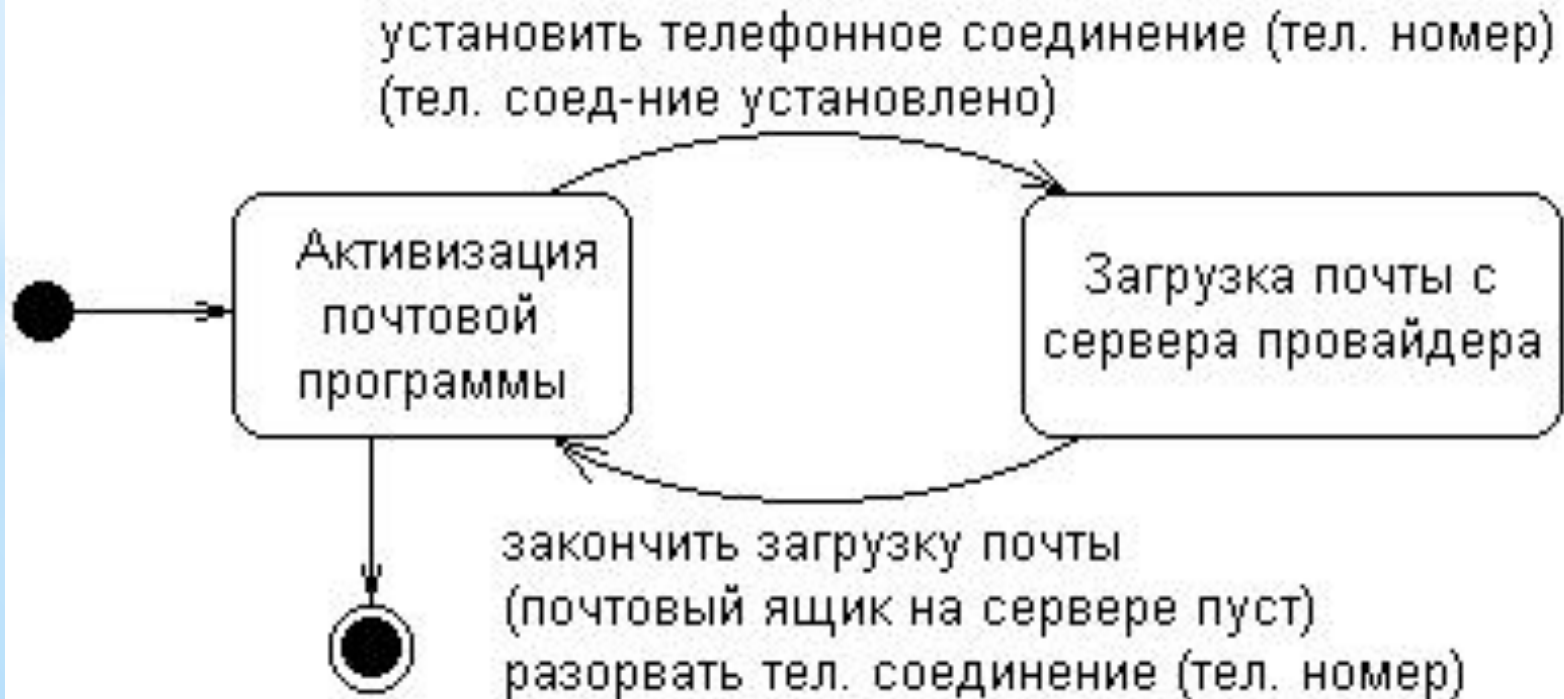 установить телефонное соединение (тел. номер)
(тел. соед-ние установлено)
Активизация
почтовой
программы
Загрузка почты с
сервера провайдера
закончить загрузку почты
(почтовый ящик на сервере пуст)
разорвать тел. соединение (тел. номер)